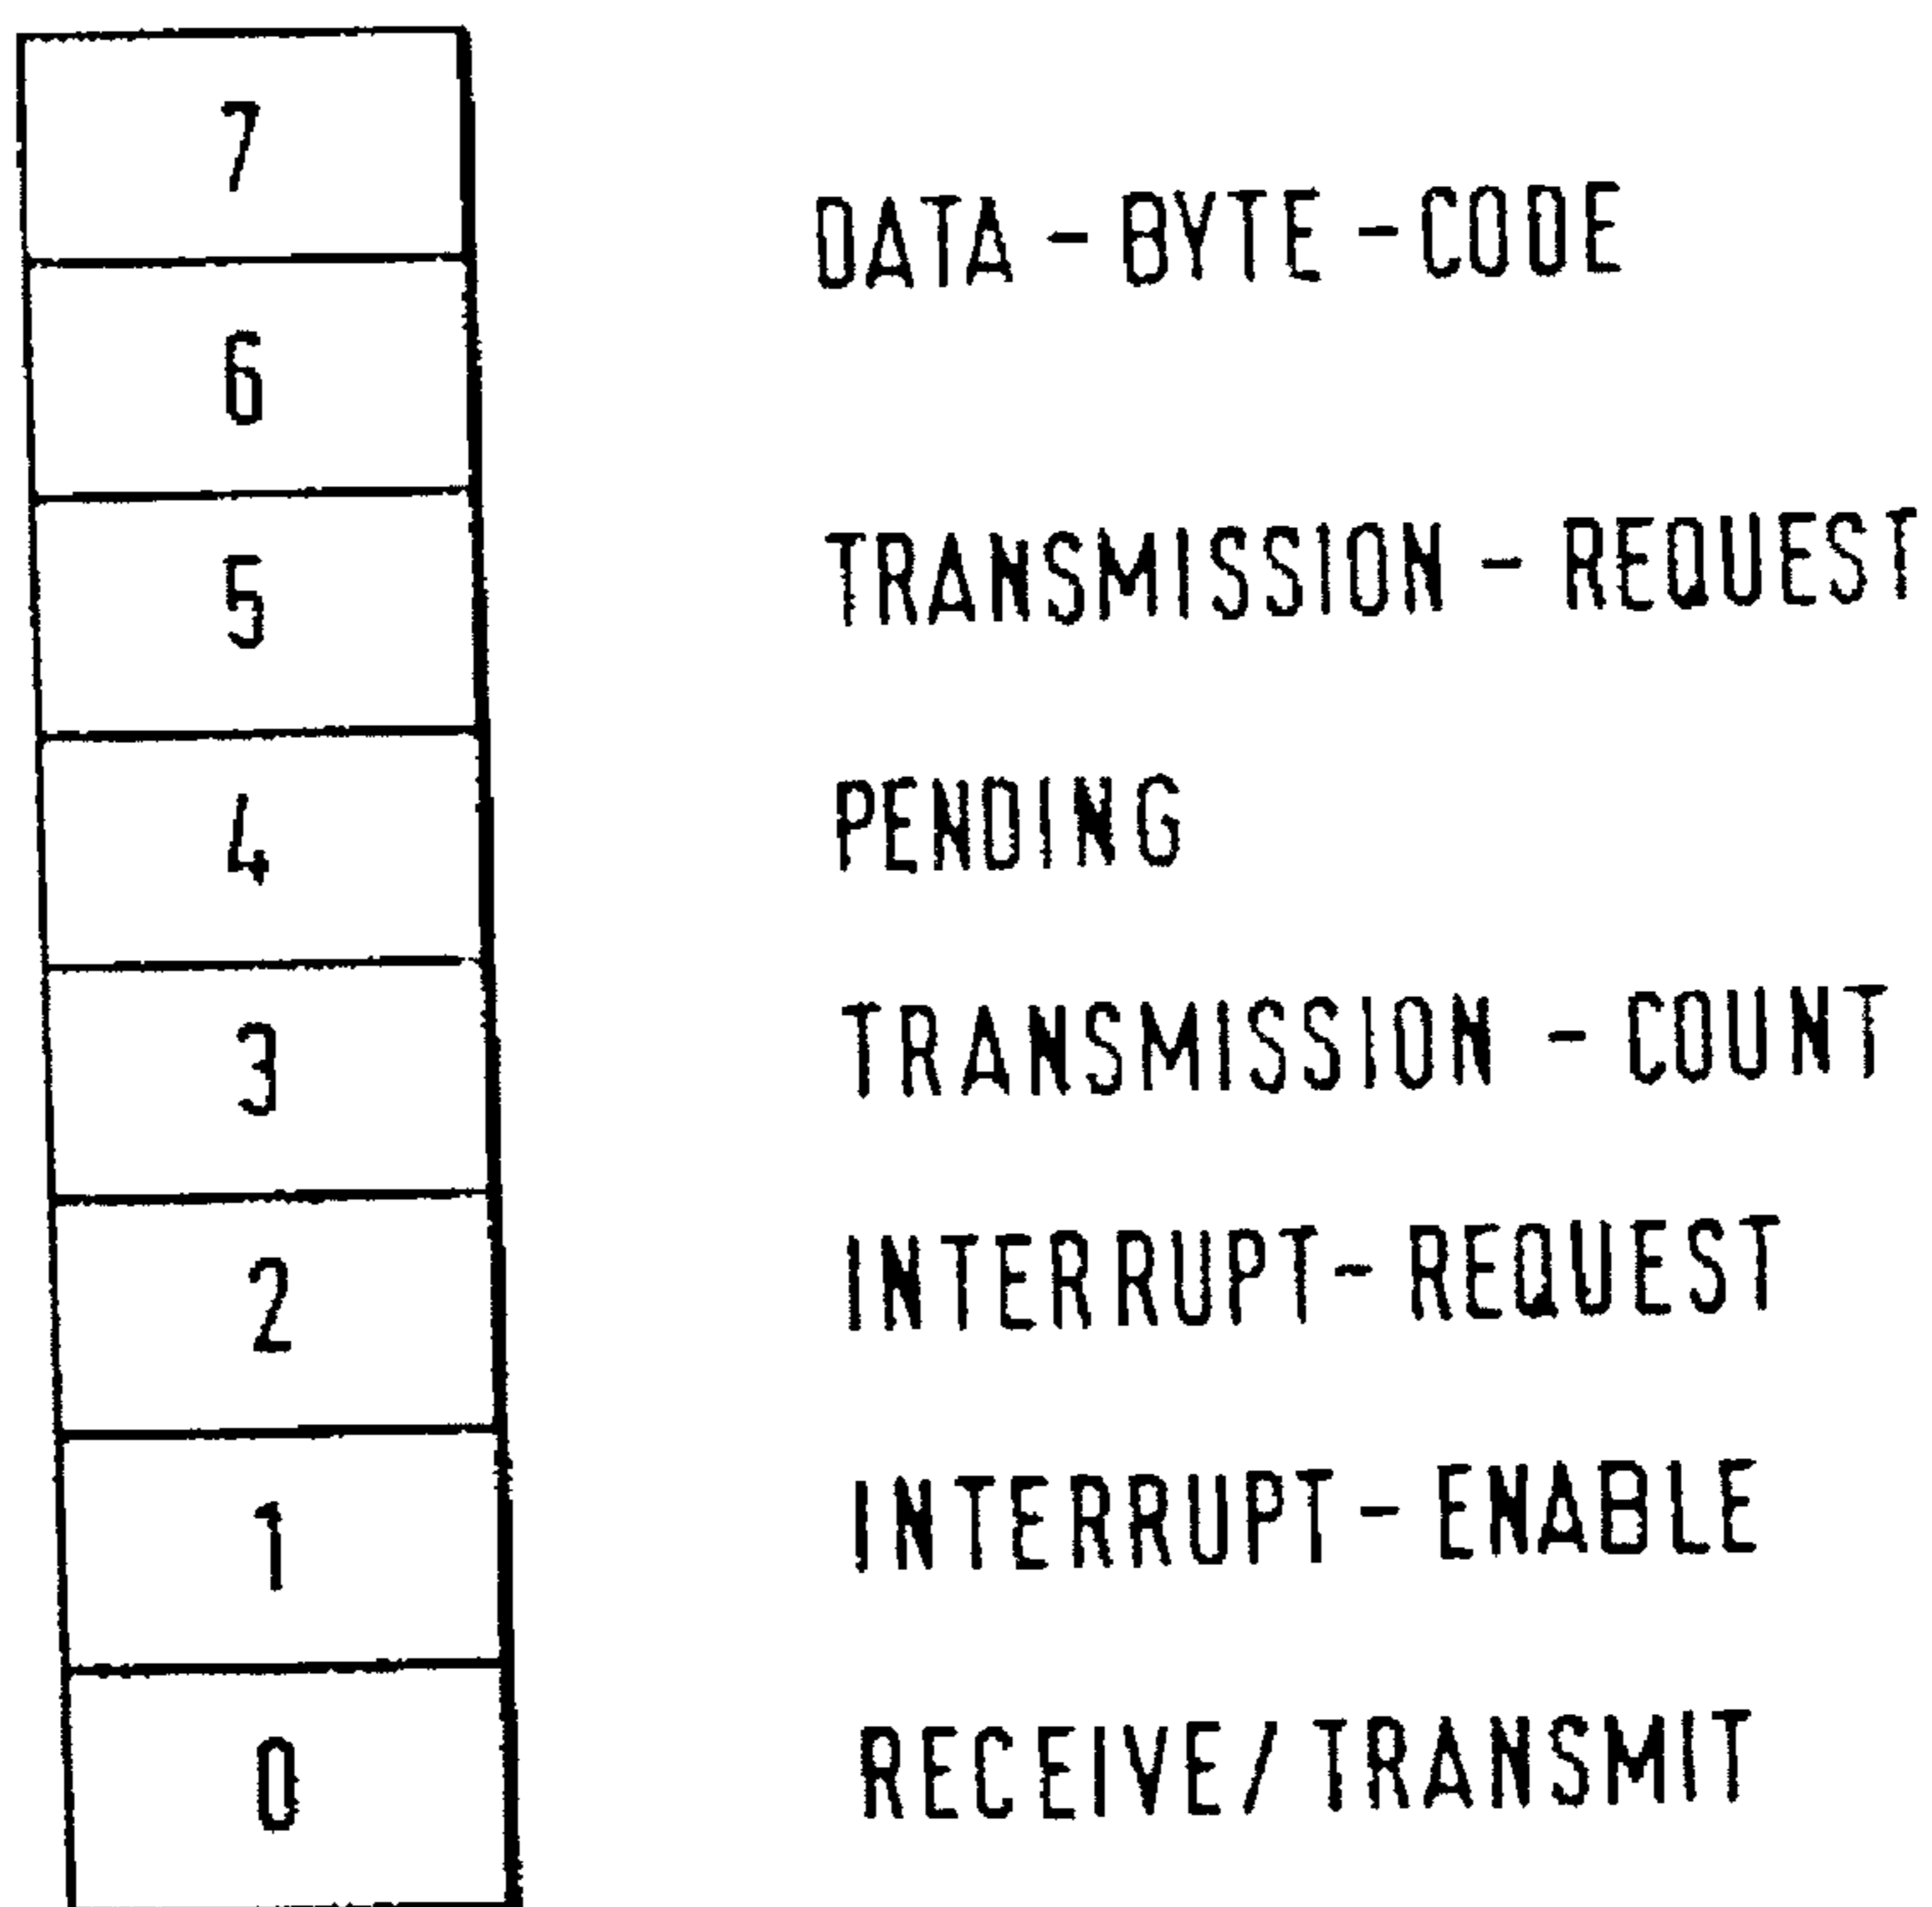 7
DATA-BYTE-CODE
6
5 TRANSMISSION - REQUEST
4 PENDING
3 TRANSMISSION - COUNT
2 INTERRUPT- REQUEST
1 INTERRUPT- ENABLE
0 RECEIVE/TRANSMIT